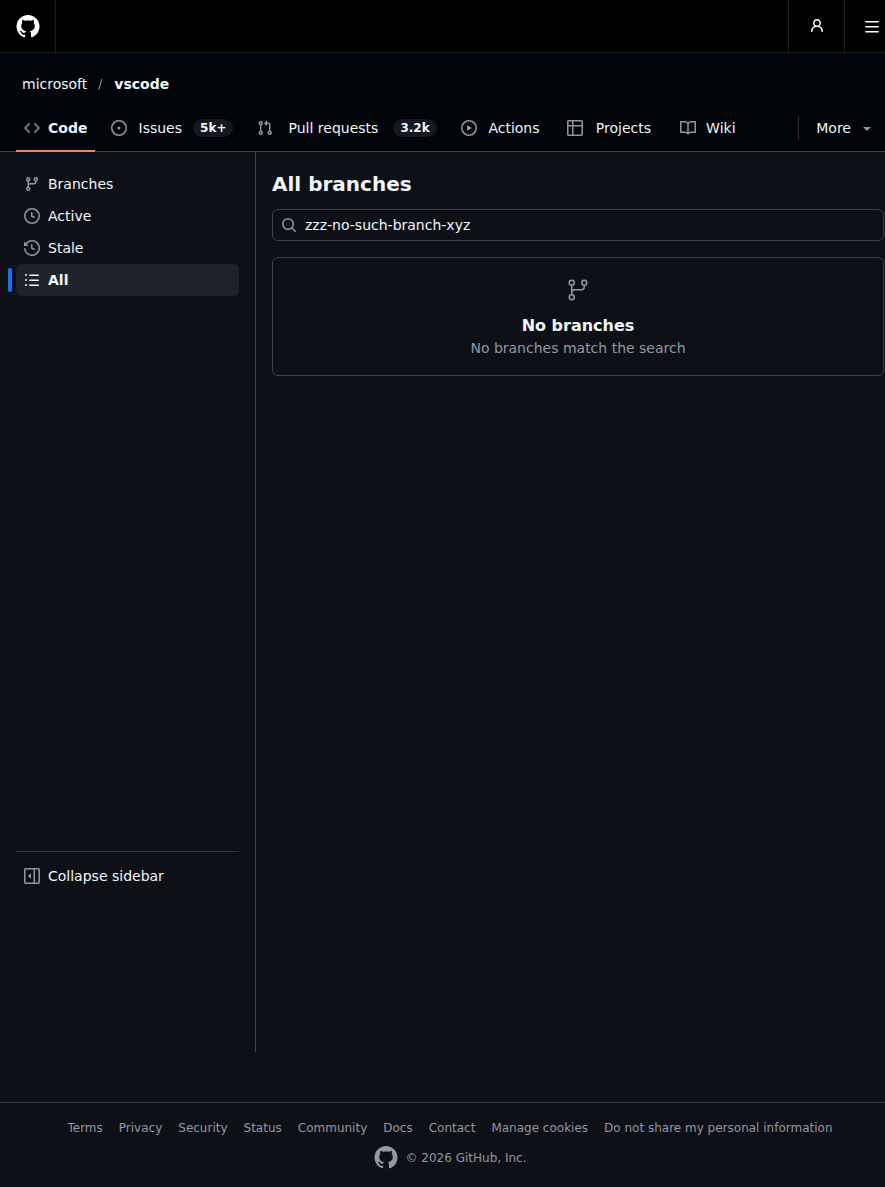 microsoft / vscode
Code Issues 5k+ Pull requests 3.2k Actions Projects Wiki More
Branches
Active
Stale
All
All branches
zzz-no-such-branch-xyz
No branches
No branches match the search
Collapse sidebar
Terms Privacy Security Status Community Docs Contact Manage cookies Do not share my personal information
© 2026 GitHub, Inc.